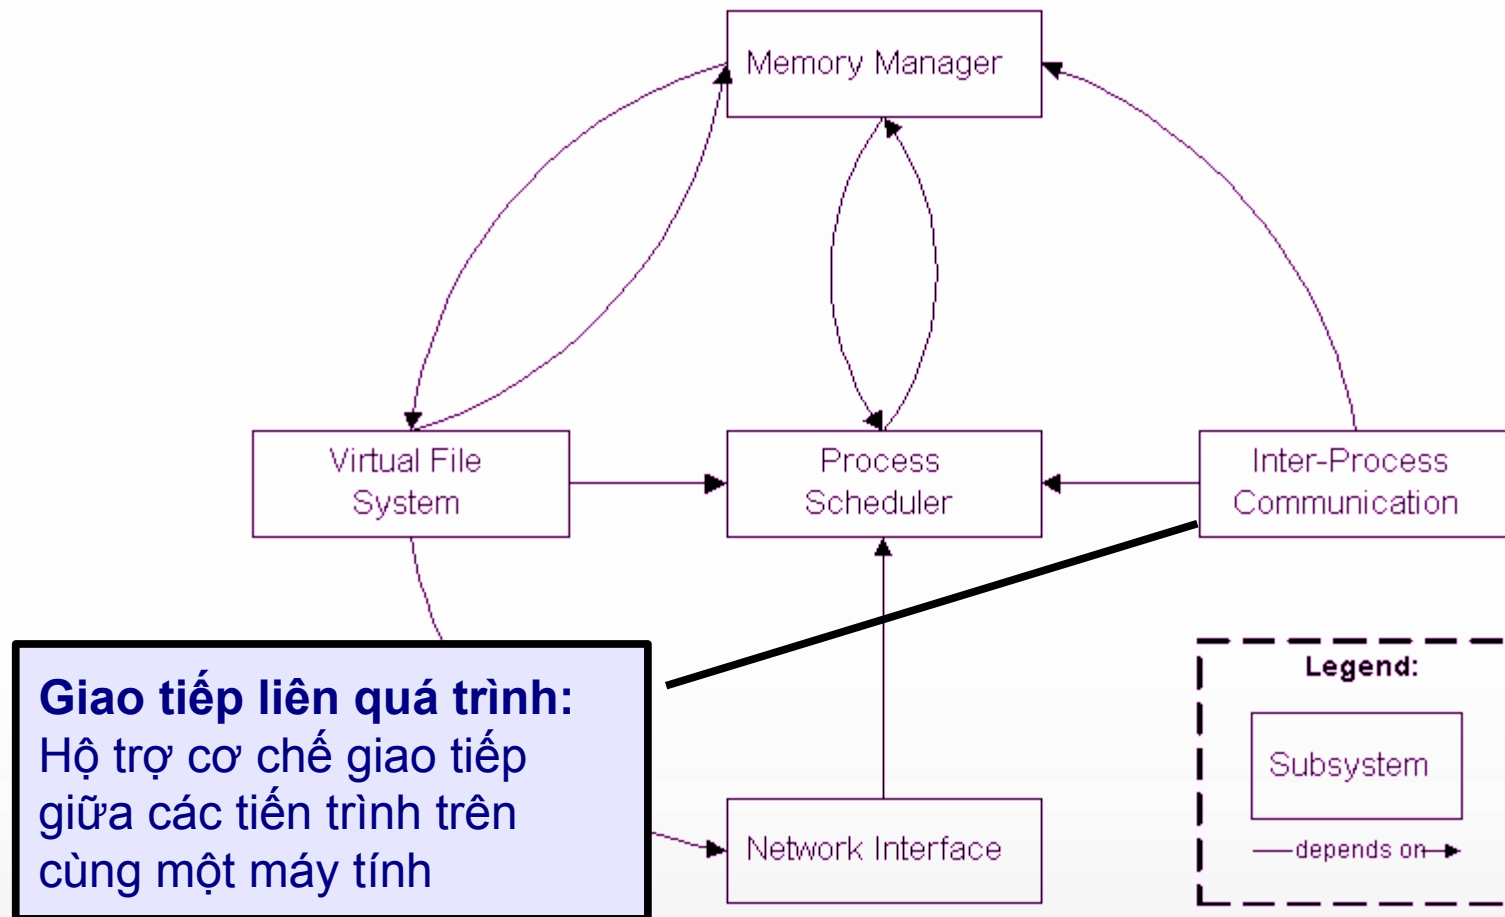 Memory Manager
Virtual File
System
Process
Scheduler
Inter-Process
Communication
Giao tiếp liên quá trình:
Hộ trợ cơ chế giao tiếp
giữa các tiến trình trên
cùng một máy tính
Network Interface
Legend:
Subsystem
depends on